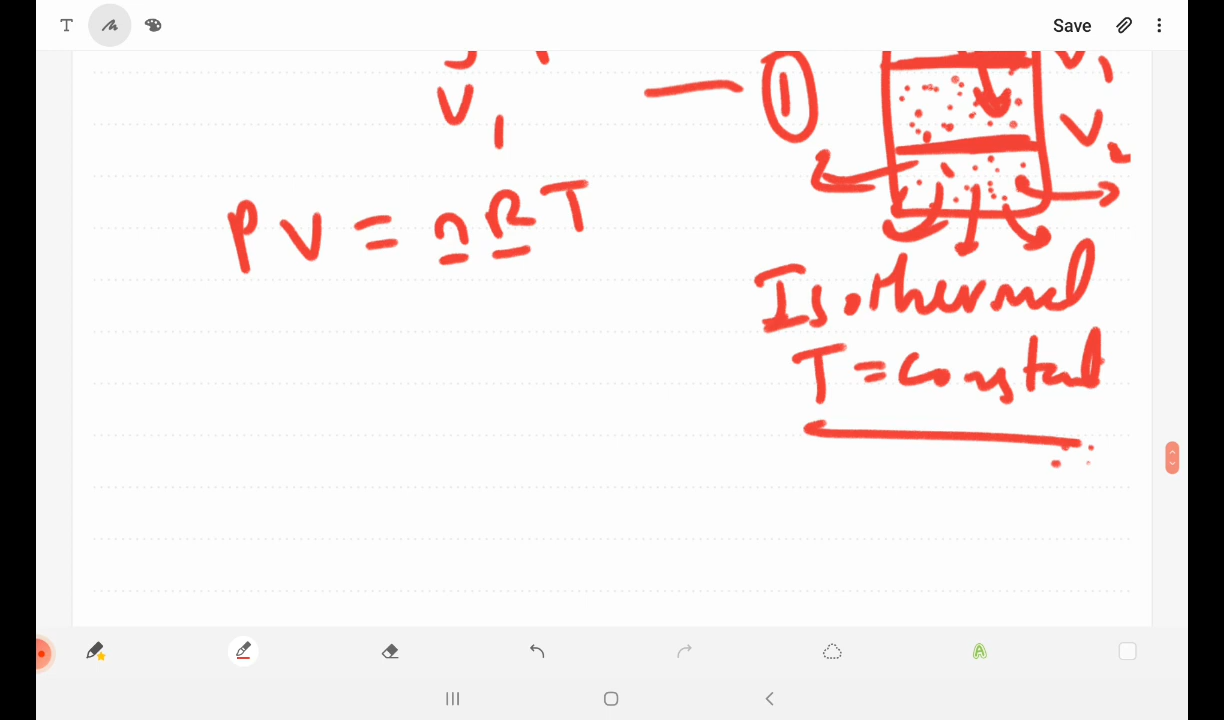 T Save
V1
①
V1
V2
PV = nRT
Isothermal
T = Constant
A